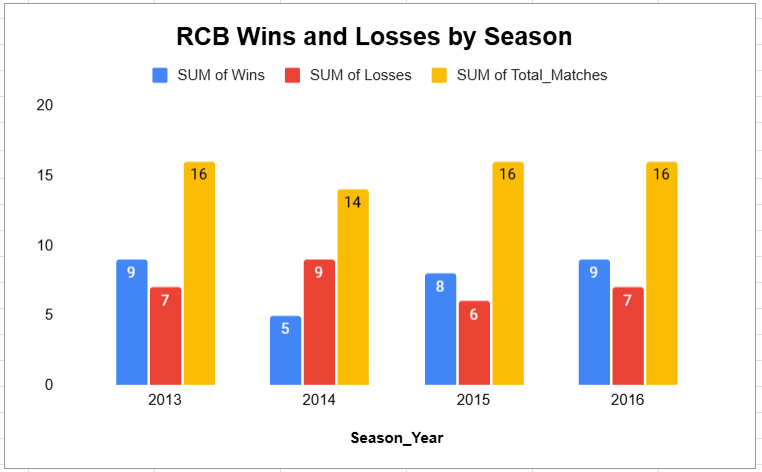 RCB Wins and Losses by Season
SUM of Wins SUM of Losses SUM of Total_Matches
20
15
10
5
0
9 7 16
5 9 14
8 6 16
9 7 16
2013 2014 2015 2016
Season_Year